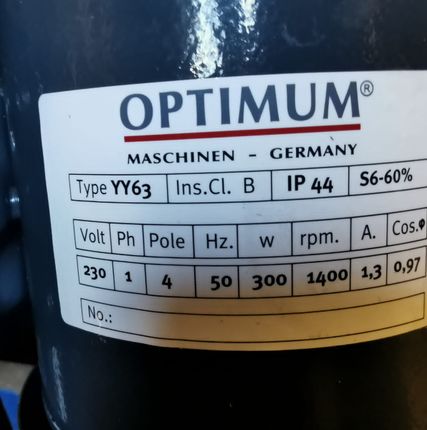 OPTIMUM®
MASCHINEN - GERMANY
Type YY63 Ins.Cl. B IP 44 S6-60%
Volt Ph Pole Hz. W rpm. A. Cos.φ
230 1 4 50 300 1400 1,3 0,97
No.: